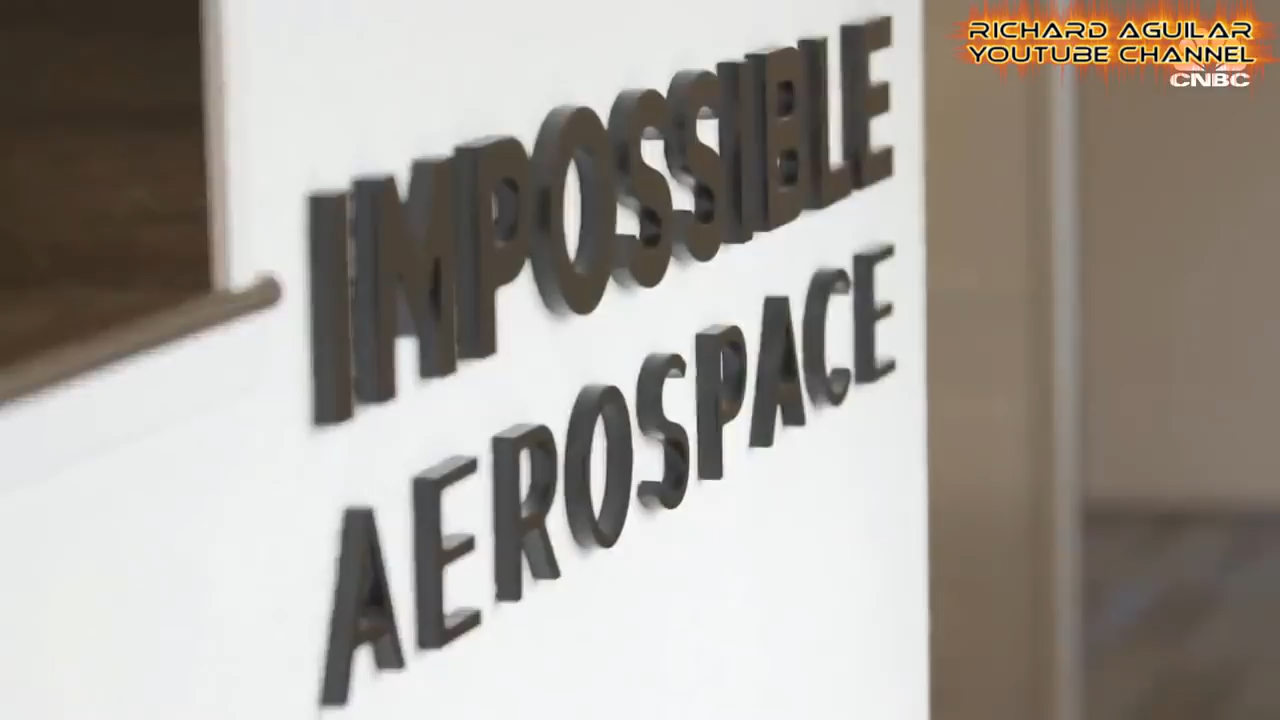 RICHARD AGUILAR
YOUTUBE CHANNEL
CNBC
IMPOSSIBLE
AEROSPACE